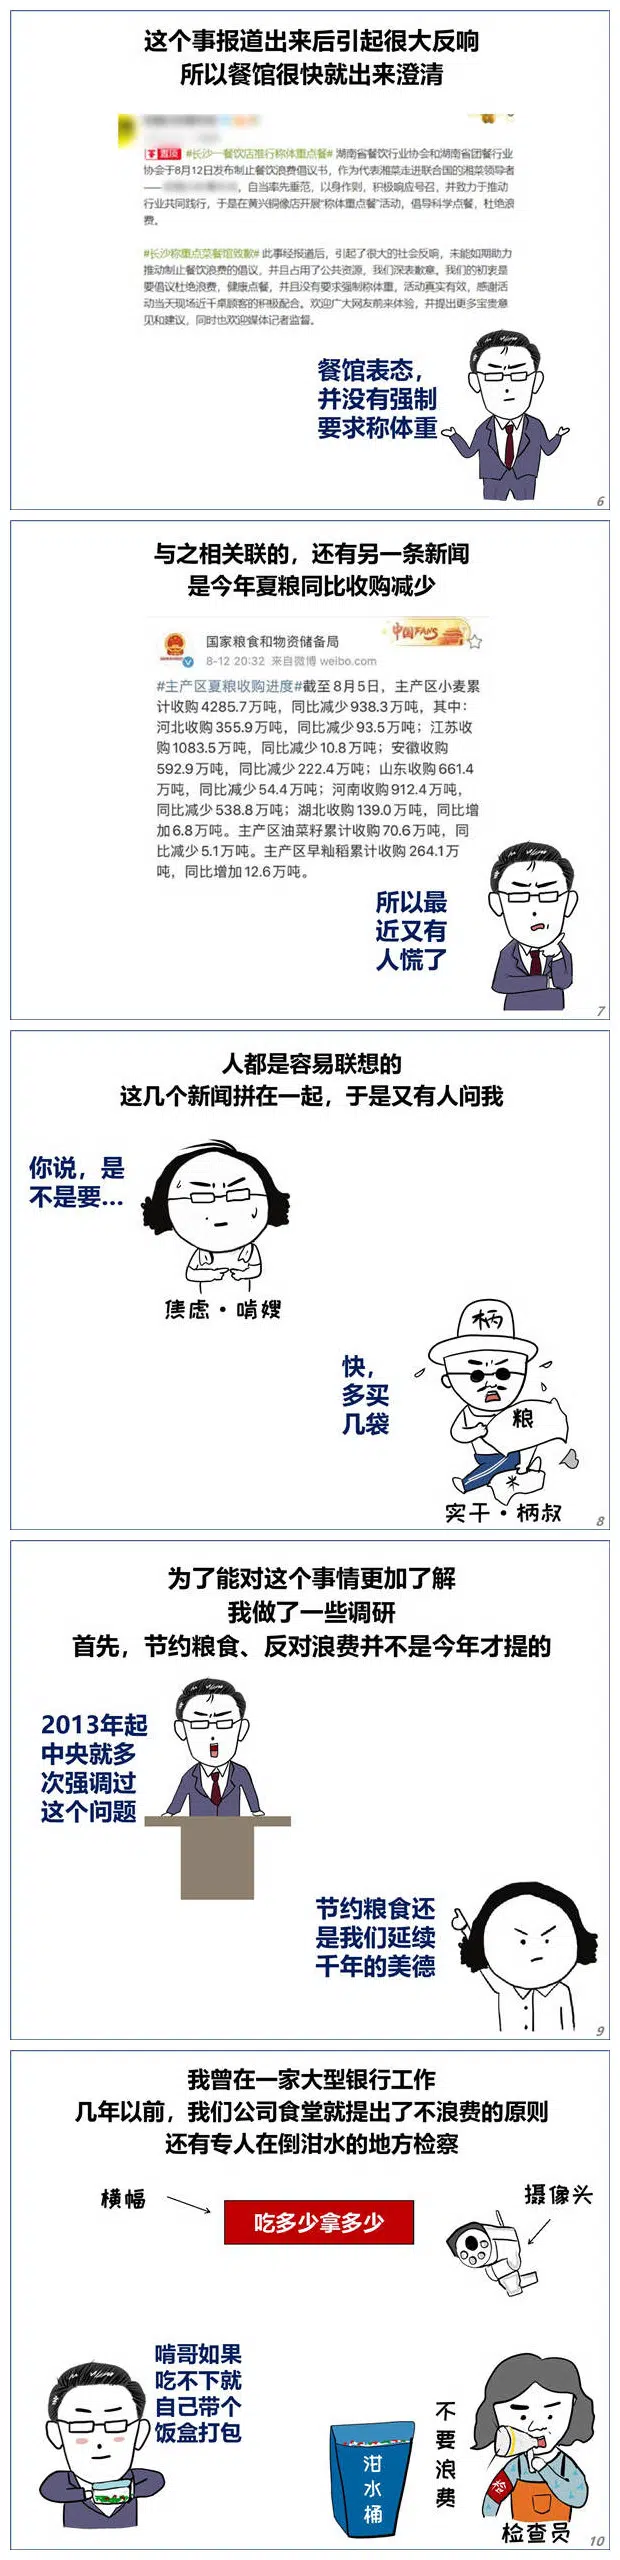 这个事报道出来后引起很大反响
所以餐馆很快就出来澄清
置顶 #长沙一餐饮店推行称体重点餐# 湖南省餐饮行业协会和湖南省团餐行业
协会于8月12日发布制止餐饮浪费倡议书，作为代表湘菜走进联合国的湘菜领导者
——，自当率先垂范，以身作则，积极响应号召，并致力于推动
行业共同践行，于是在黄兴铜像店开展“称体重点餐”活动，倡导科学点餐，杜绝浪
费。
#长沙称重点菜餐馆致歉# 此事经报道后，引起了很大的社会反响，未能如期助力
推动制止餐饮浪费的倡议，并且占用了公共资源，我们深表歉意。我们的初衷是
要倡议杜绝浪费，健康点餐，并且没有要求强制称体重，活动真实有效，感谢活
动当天现场近千桌顾客的积极配合。欢迎广大网友前来体验，并提出更多宝贵意
见和建议，同时也欢迎媒体记者监督。
餐馆表态，
并没有强制
要求称体重
6
与之相关联的，还有另一条新闻
是今年夏粮同比收购减少
国家粮食和物资储备局
中国FANS
8-12 20:32 来自微博 weibo.com
#主产区夏粮收购进度#截至8月5日，主产区小麦累
计收购4285.7万吨，同比减少938.3万吨，其中：
河北收购355.9万吨，同比减少93.5万吨；江苏收
购1083.5万吨，同比减少10.8万吨；安徽收购
592.9万吨，同比减少222.4万吨；山东收购661.4
万吨，同比减少54.4万吨；河南收购912.4万吨，
同比减少538.8万吨；湖北收购139.0万吨，同比增
加6.8万吨。主产区油菜籽累计收购70.6万吨，同
比减少5.1万吨。主产区早籼稻累计收购264.1万
吨，同比增加12.6万吨。
所以最
近又有
人慌了
7
人都是容易联想的
这几个新闻拼在一起，于是又有人问我
你说，是
不是要...
焦虑·啃嫂
柄
快，
多买
几袋
粮
米
实干·柄叔
8
为了能对这个事情更加了解
我做了一些调研
首先，节约粮食、反对浪费并不是今年才提的
2013年起
中央就多
次强调过
这个问题
节约粮食还
是我们延续
千年的美德
9
我曾在一家大型银行工作
几年以前，我们公司食堂就提出了不浪费的原则
还有专人在倒泔水的地方检察
横幅
吃多少拿多少
摄像头
啃哥如果
吃不下就
自己带个
饭盒打包
泔水桶
不要浪费
检
检查员
10